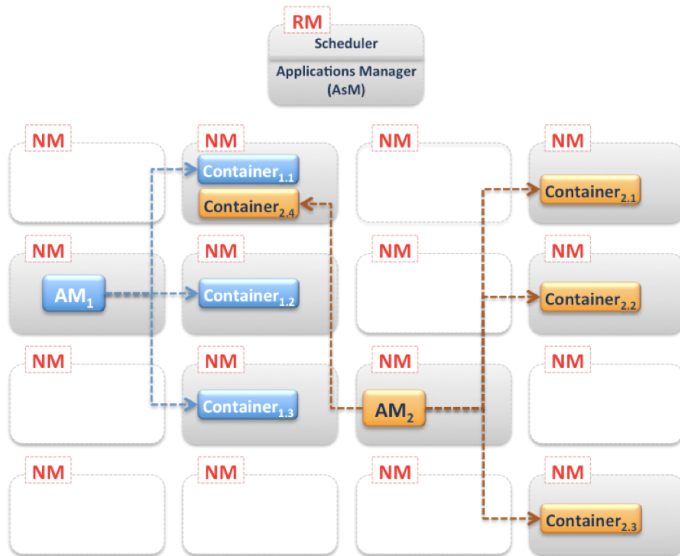 RM
Scheduler
Applications Manager
(AsM)
NM
NM
NM
NM
Container1.1
Container2.4
Container2.1
NM
NM
NM
NM
AM1
Container1.2
Container2.2
NM
NM
NM
NM
Container1.3
AM2
NM
NM
NM
NM
Container2.3